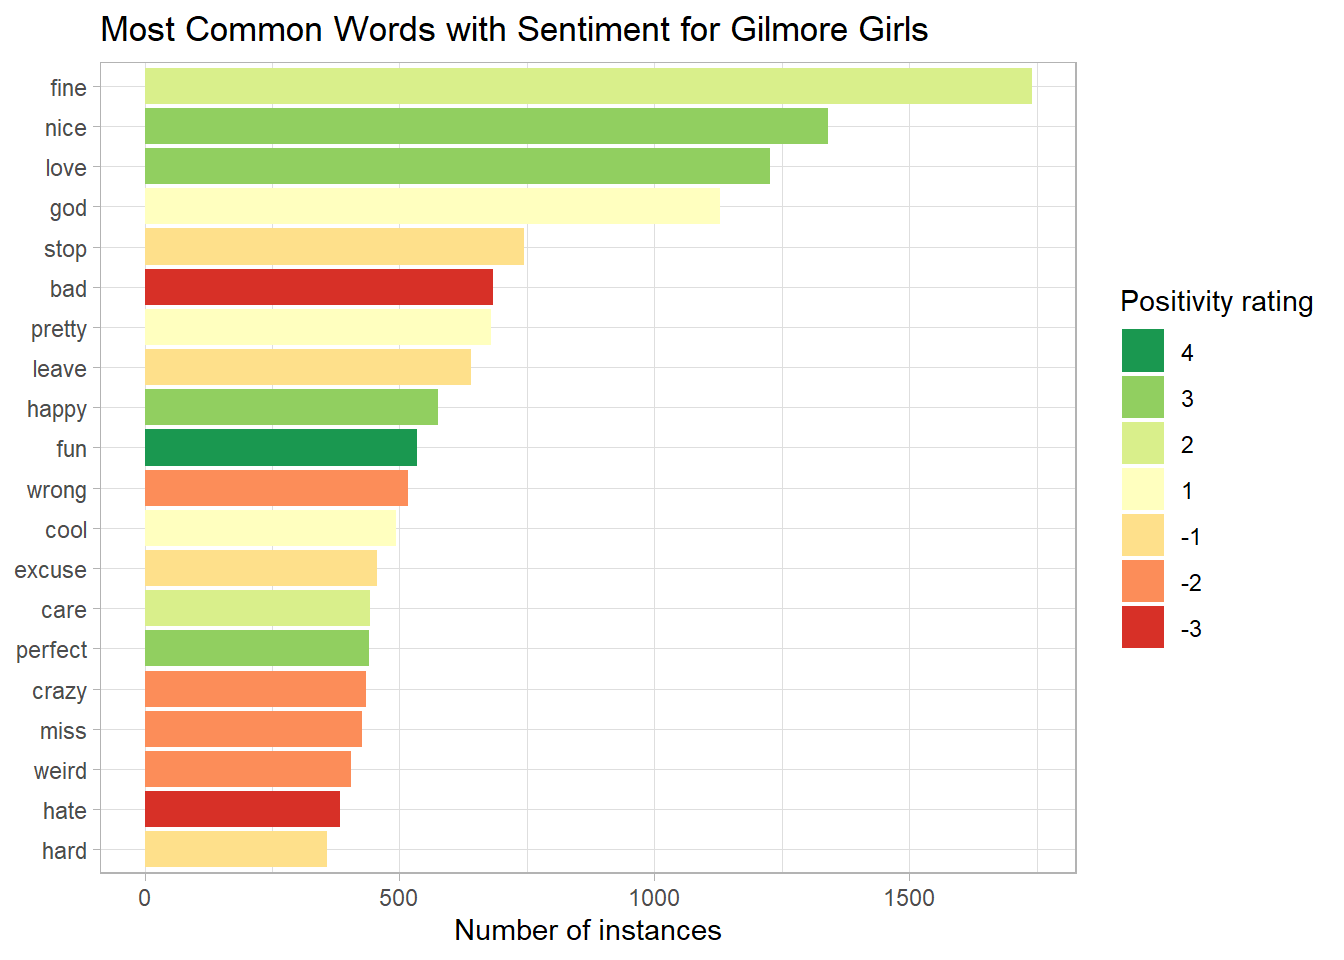 Most Common Words with Sentiment for Gilmore Girls
fine
nice
love
god
stop
bad
pretty
leave
happy
fun
wrong
cool
excuse
care
perfect
crazy
miss
weird
hate
hard
0 500 1000 1500
Number of instances
Positivity rating
4
3
2
1
-1
-2
-3